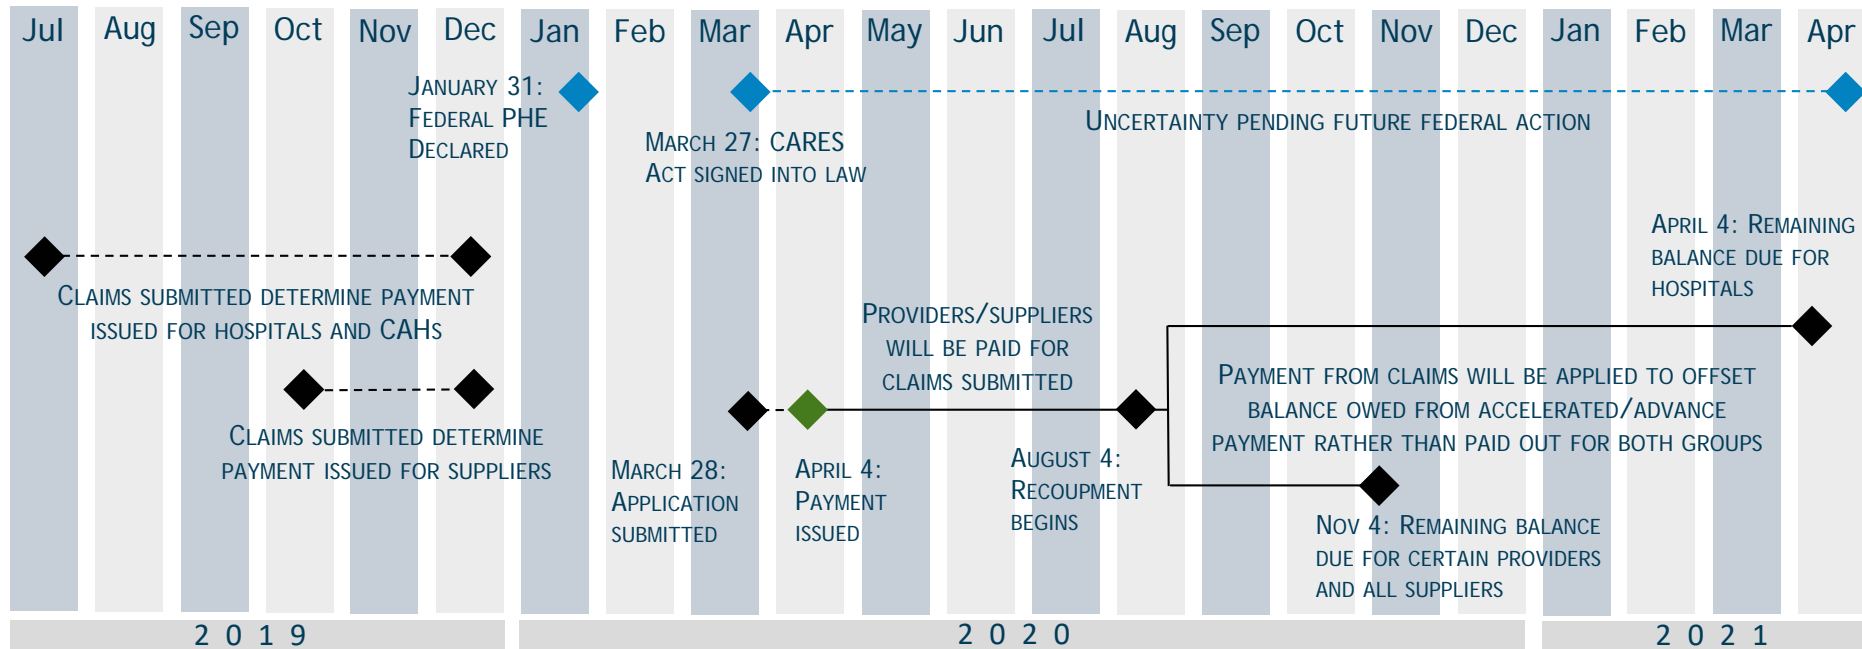 Jul Aug Sep Oct Nov Dec Jan Feb Mar Apr May Jun Jul Aug Sep Oct Nov Dec Jan Feb Mar Apr
January 31:
Federal PHE
Declared
March 27: CARES
Act signed into law
Uncertainty pending future federal action
Claims submitted determine payment
issued for hospitals and CAHs
Claims submitted determine
payment issued for suppliers
March 28:
Application
submitted
April 4:
Payment
issued
Providers/suppliers
will be paid for
claims submitted
August 4:
Recoupment
begins
April 4: Remaining
balance due for
hospitals
Payment from claims will be applied to offset
balance owed from accelerated/advance
payment rather than paid out for both groups
Nov 4: Remaining balance
due for certain providers
and all suppliers
2019 2020 2021